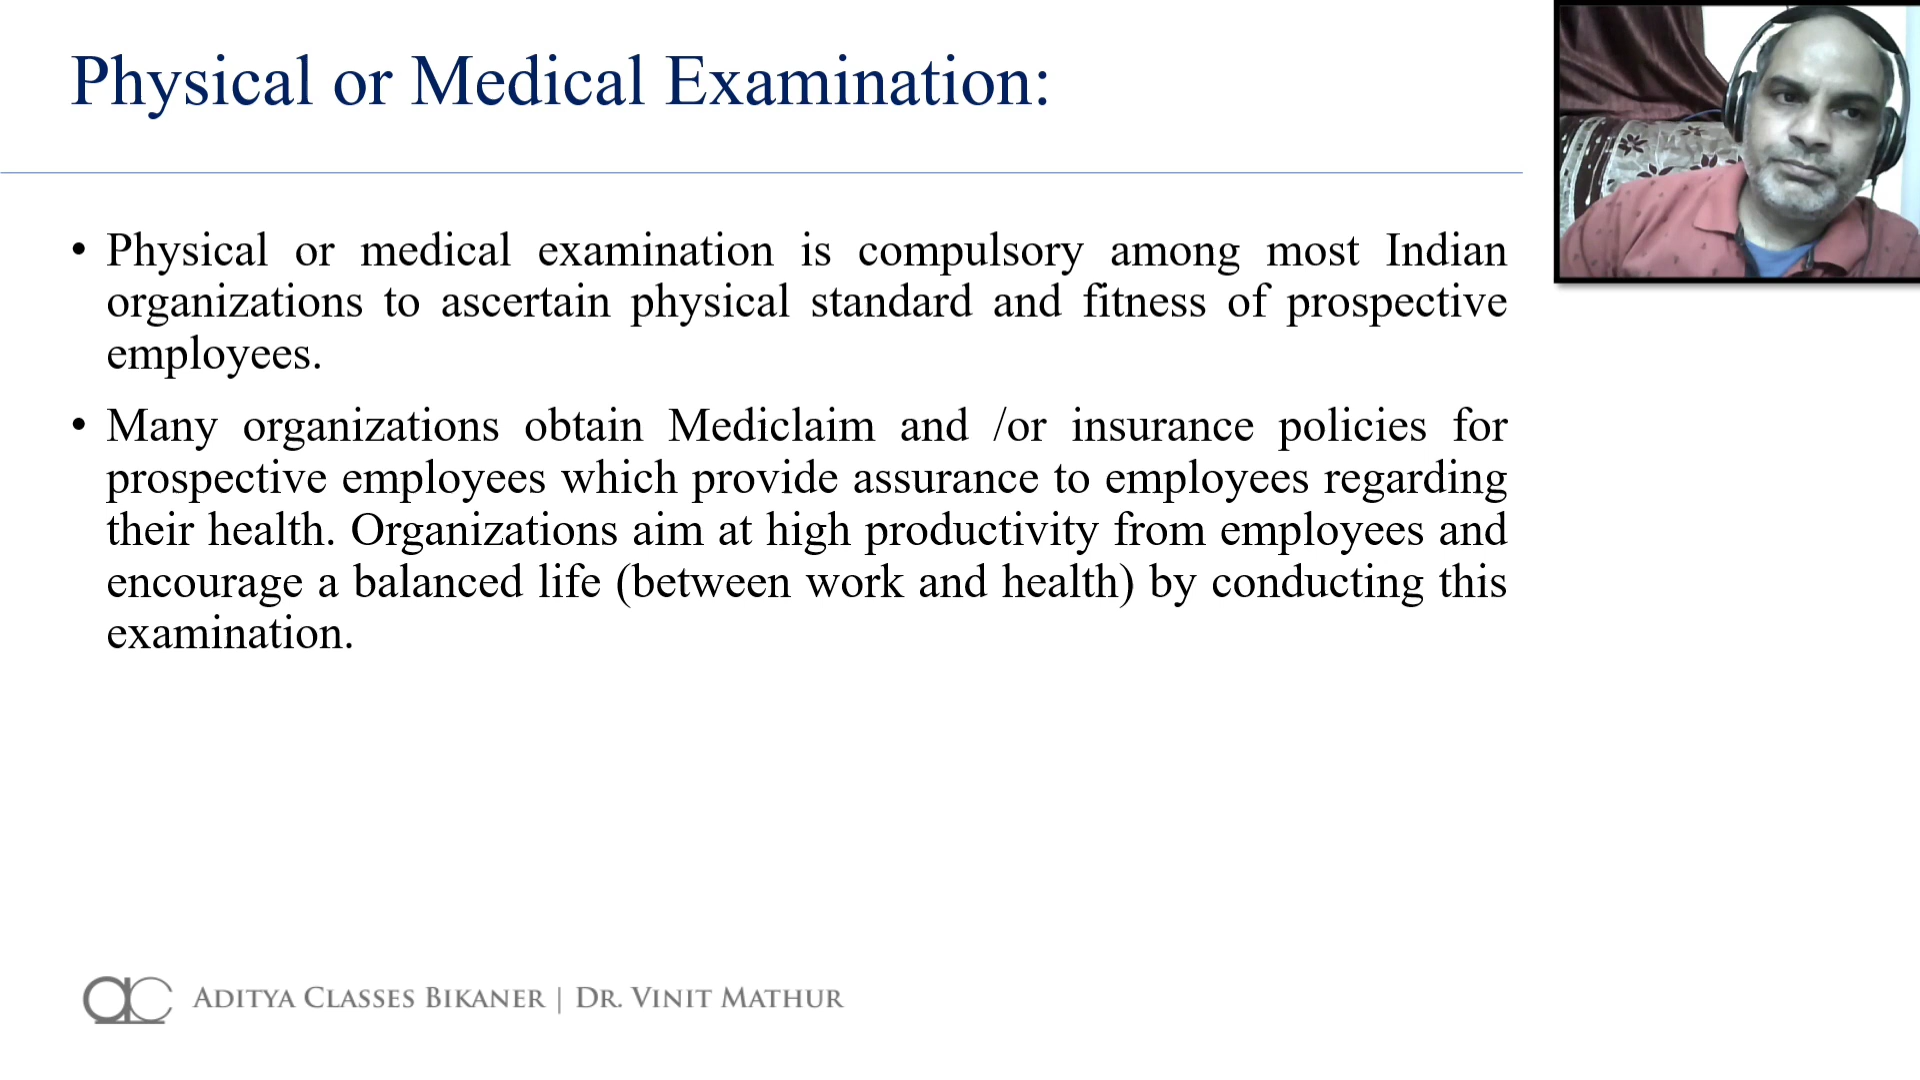 Physical or Medical Examination:
• Physical or medical examination is compulsory among most Indian
organizations to ascertain physical standard and fitness of prospective
employees.
• Many organizations obtain Mediclaim and /or insurance policies for
prospective employees which provide assurance to employees regarding
their health. Organizations aim at high productivity from employees and
encourage a balanced life (between work and health) by conducting this
examination.
ac ADITYA CLASSES BIKANER | DR. VINIT MATHUR